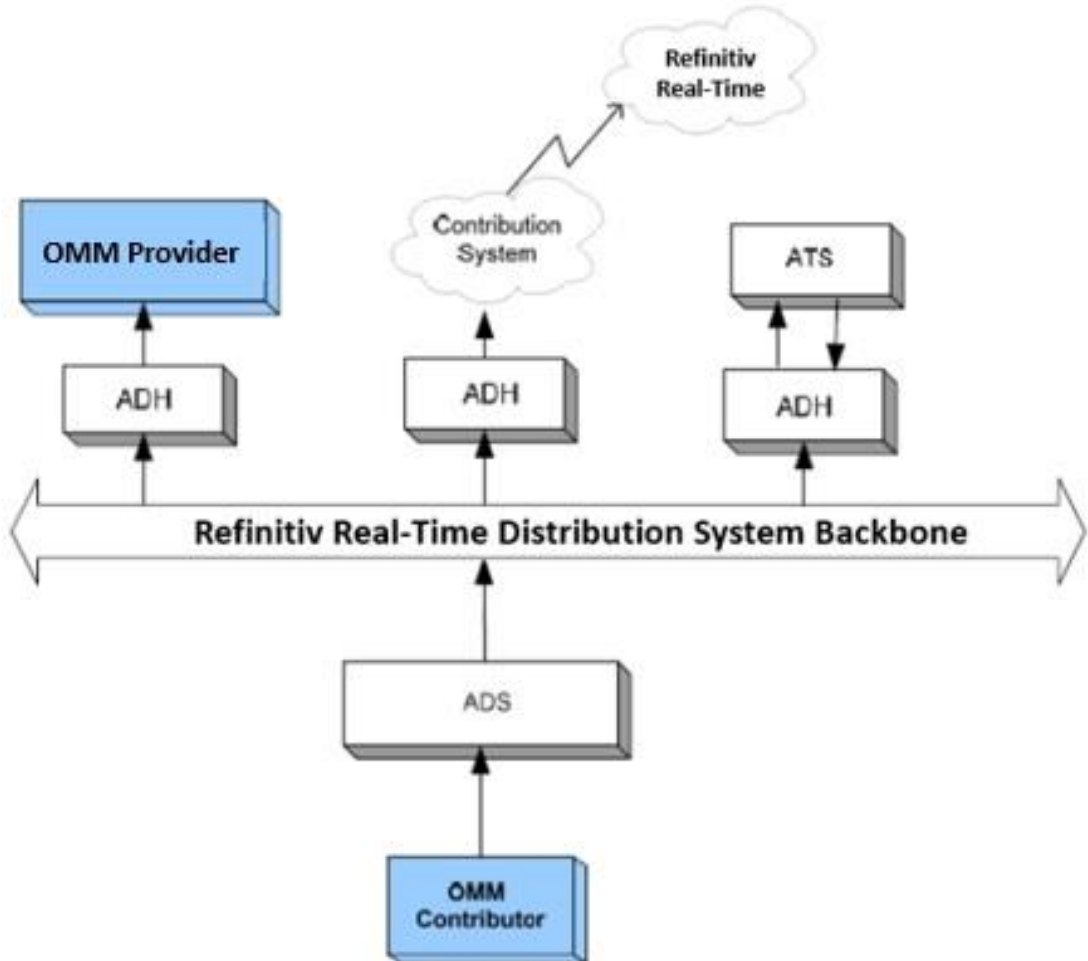 Refinitiv
Real-Time
Contribution
System
OMM Provider
ATS
ADH
ADH
ADH
Refinitiv Real-Time Distribution System Backbone
ADS
OMM
Contributor